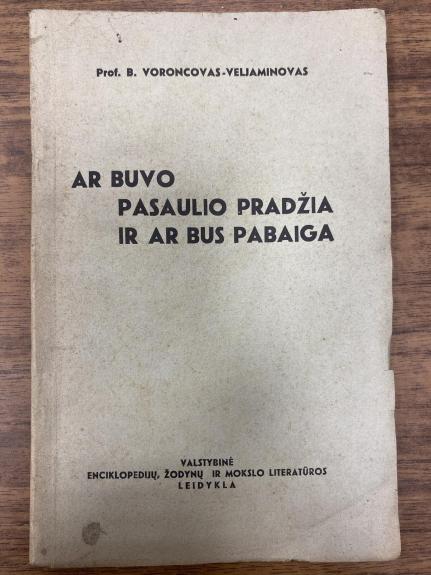 Prof. B. VORONCOVAS-VELJAMINOVAS
AR BUVO
PASAULIO PRADŽIA
IR AR BUS PABAIGA
VALSTYBINĖ
ENCIKLOPEDIJŲ, ŽODYNŲ IR MOKSLO LITERATŪROS
LEIDYKLA